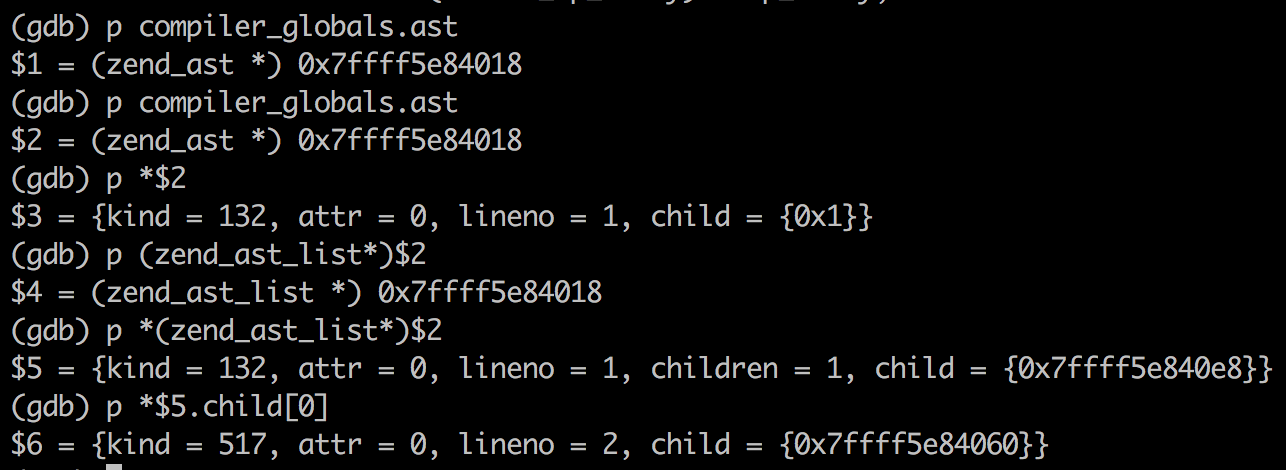 (gdb) p compiler_globals.ast
$1 = (zend_ast *) 0x7ffff5e84018
(gdb) p compiler_globals.ast
$2 = (zend_ast *) 0x7ffff5e84018
(gdb) p *$2
$3 = {kind = 132, attr = 0, lineno = 1, child = {0x1}}
(gdb) p (zend_ast_list*)$2
$4 = (zend_ast_list *) 0x7ffff5e84018
(gdb) p *(zend_ast_list*)$2
$5 = {kind = 132, attr = 0, lineno = 1, children = 1, child = {0x7ffff5e840e8}}
(gdb) p *$5.child[0]
$6 = {kind = 517, attr = 0, lineno = 2, child = {0x7ffff5e84060}}